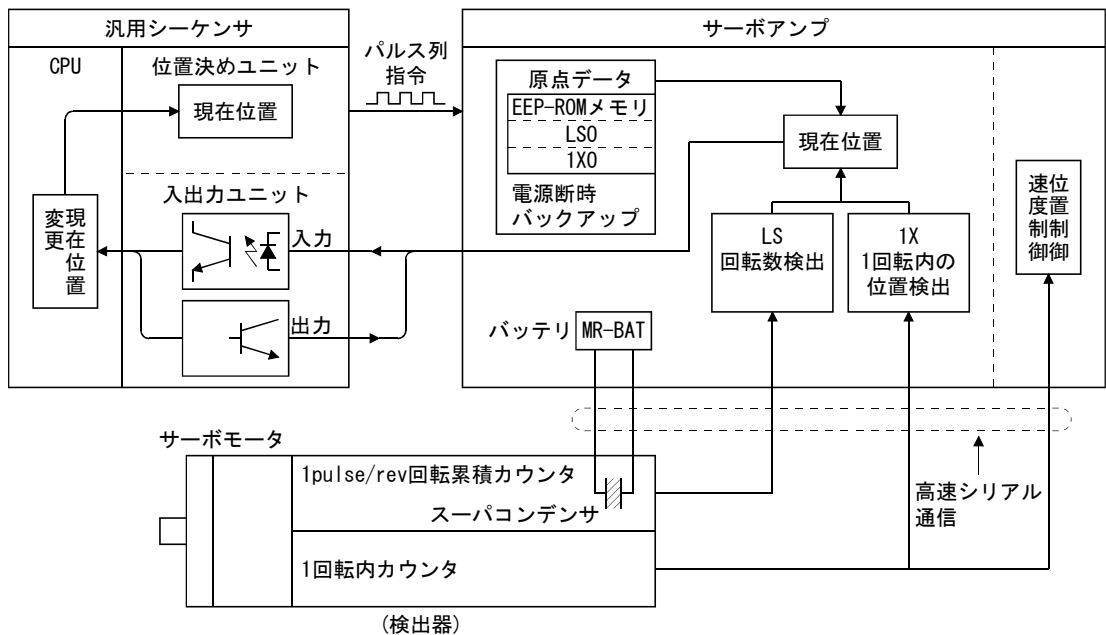 汎用シーケンサ
CPU
位置決めユニット
現在位置
入出力ユニット
現在位置
変更
入力
出力
パルス列
指令
サーボアンプ
原点データ
EEP-ROMメモリ
LS0
1X0
電源断時
バックアップ
現在位置
LS
回転数検出
1X
1回転内の
位置検出
位置制御
速度制御
バッテリ
MR-BAT
サーボモータ
1pulse/rev回転累積カウンタ
スーパコンデンサ
1回転内カウンタ
高速シリアル
通信
(検出器)